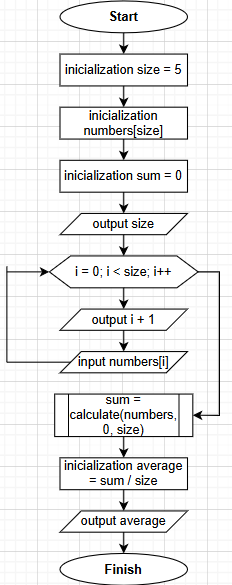 Start
inicialization size = 5
inicialization
numbers[size]
inicialization sum = 0
output size
i = 0; i < size; i++
output i + 1
input numbers[i]
sum =
calculate(numbers,
0, size)
inicialization average
= sum / size
output average
Finish